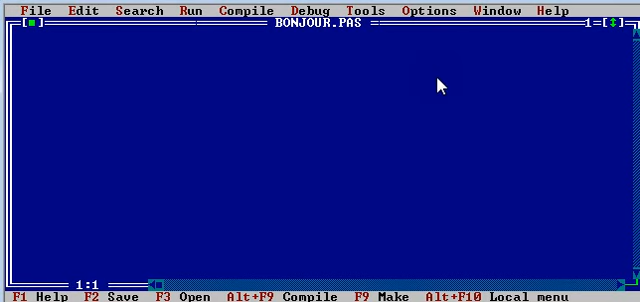 File Edit Search Run Compile Debug Tools Options Window Help
[■] BONJOUR.PAS 1=[↕]
1:1
F1 Help F2 Save F3 Open Alt+F9 Compile F9 Make Alt+F10 Local menu